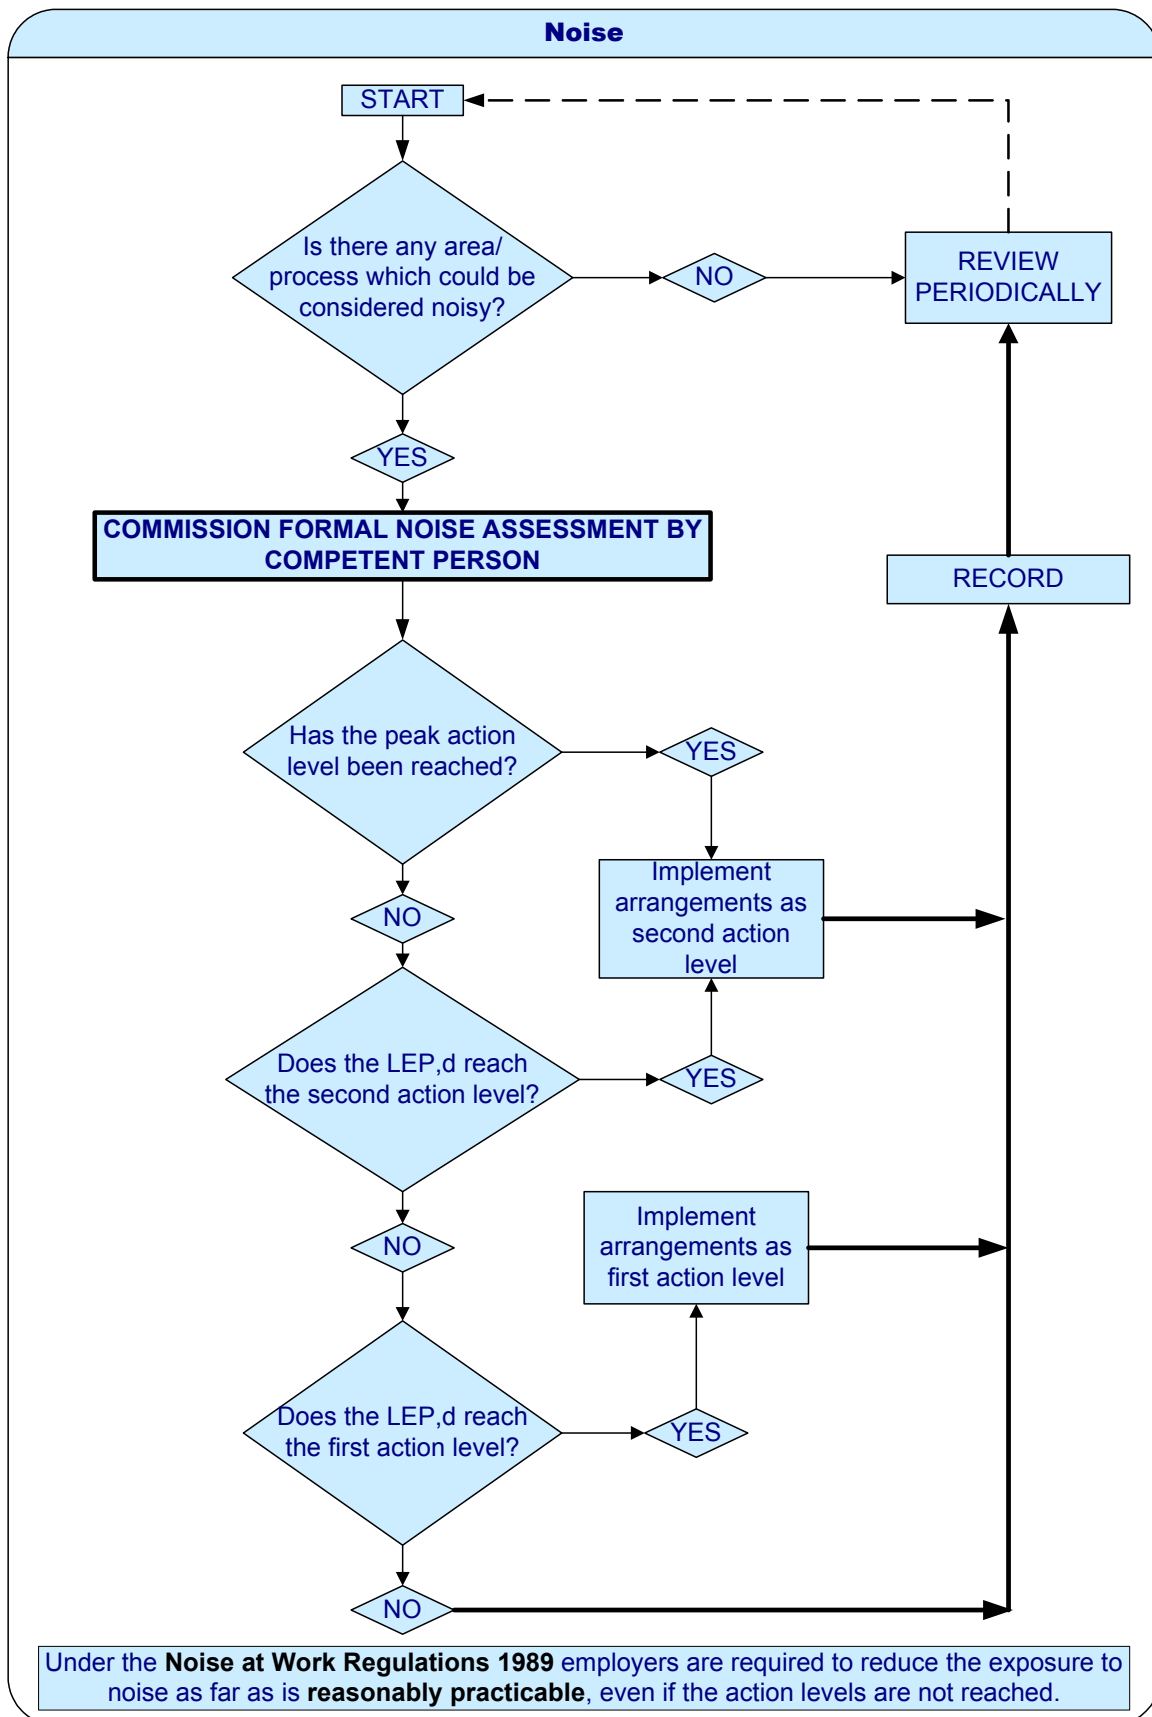 Noise
START
Is there any area/
process which could be
considered noisy?
NO
REVIEW
PERIODICALLY
YES
COMMISSION FORMAL NOISE ASSESSMENT BY
COMPETENT PERSON
RECORD
Has the peak action
level been reached?
YES
Implement
arrangements as
second action
level
NO
Does the LEP,d reach
the second action level?
YES
NO
Implement
arrangements as
first action level
Does the LEP,d reach
the first action level?
YES
NO
Under the Noise at Work Regulations 1989 employers are required to reduce the exposure to
noise as far as is reasonably practicable, even if the action levels are not reached.